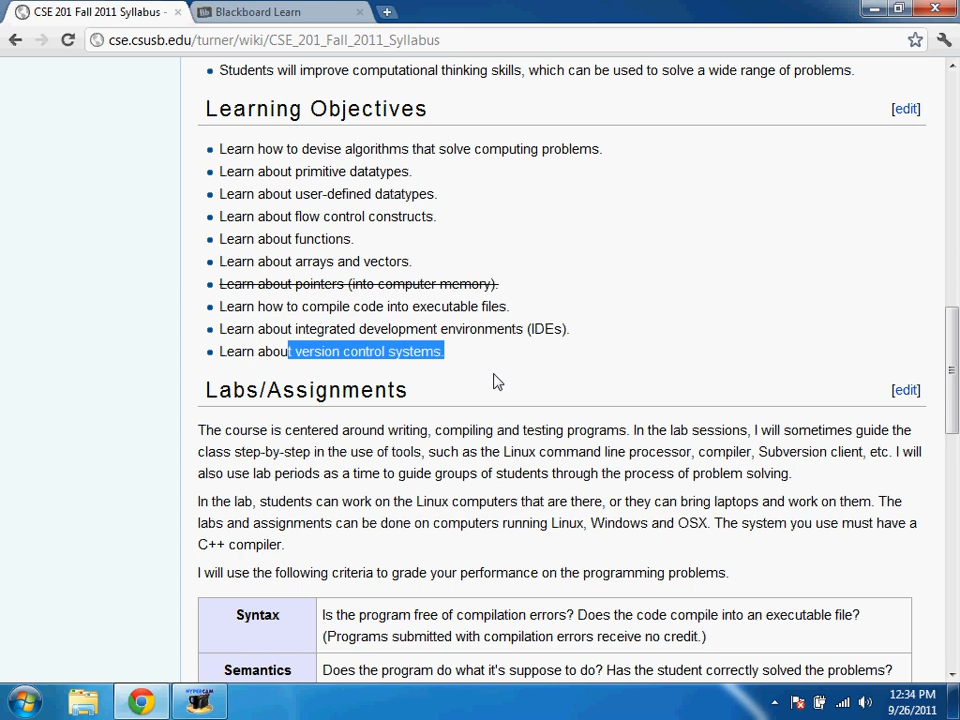 CSE 201 Fall 2011 Syllabus -
Blackboard Learn
cse.csusb.edu/turner/wiki/CSE_201_Fall_2011_Syllabus
Students will improve computational thinking skills, which can be used to solve a wide range of problems.
Learning Objectives [edit]
Learn how to devise algorithms that solve computing problems.
Learn about primitive datatypes.
Learn about user-defined datatypes.
Learn about flow control constructs.
Learn about functions.
Learn about arrays and vectors.
Learn about pointers (into computer memory).
Learn how to compile code into executable files.
Learn about integrated development environments (IDEs).
Learn about version control systems.
Labs/Assignments [edit]
The course is centered around writing, compiling and testing programs. In the lab sessions, I will sometimes guide the
class step-by-step in the use of tools, such as the Linux command line processor, compiler, Subversion client, etc. I will
also use lab periods as a time to guide groups of students through the process of problem solving.
In the lab, students can work on the Linux computers that are there, or they can bring laptops and work on them. The
labs and assignments can be done on computers running Linux, Windows and OSX. The system you use must have a
C++ compiler.
I will use the following criteria to grade your performance on the programming problems.
Syntax Is the program free of compilation errors? Does the code compile into an executable file?
(Programs submitted with compilation errors receive no credit.)
Semantics Does the program do what it's suppose to do? Has the student correctly solved the problems?
HYPERCAM
12:34 PM
9/26/2011